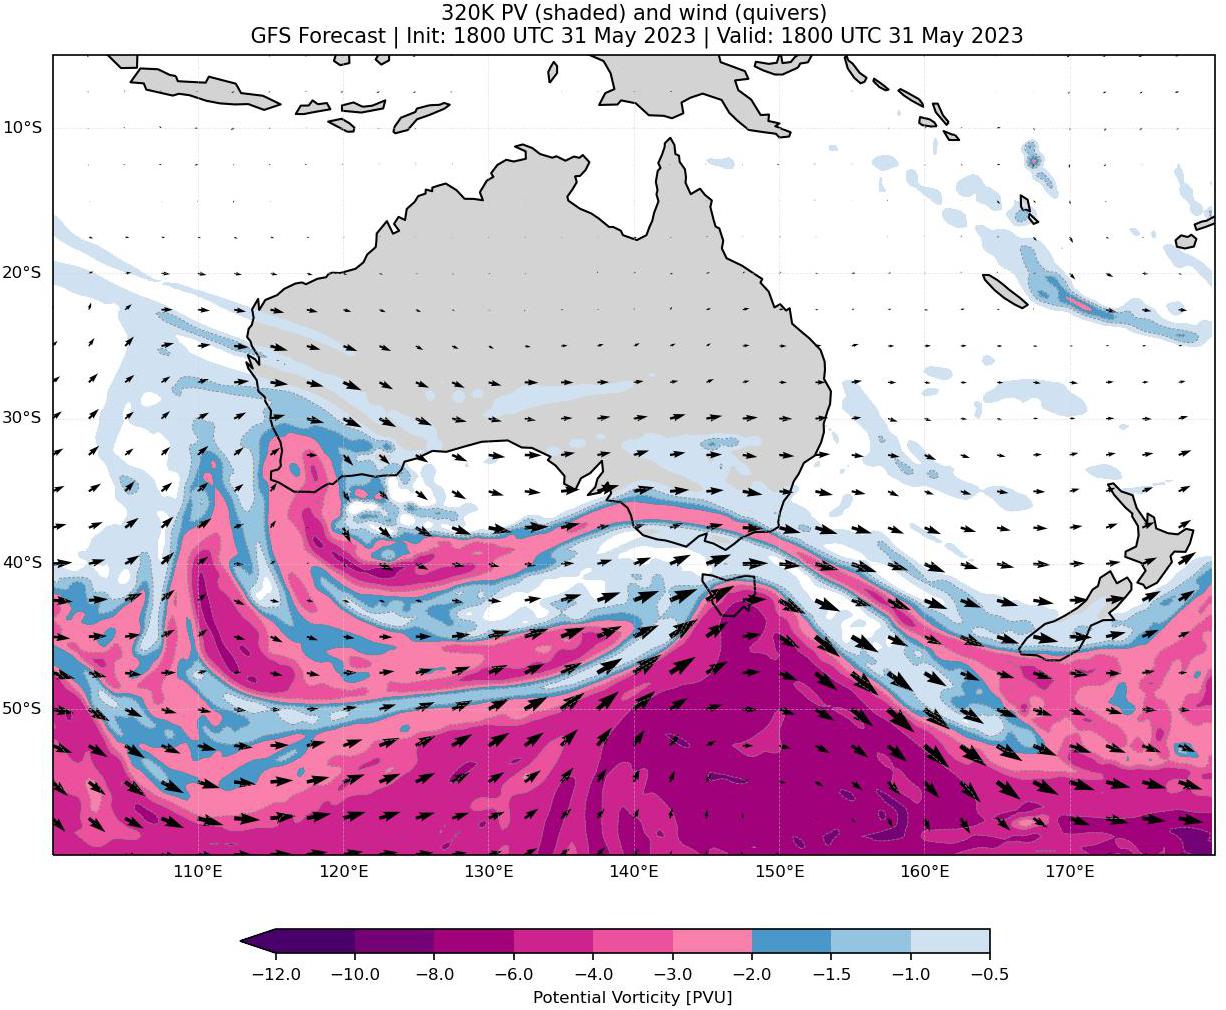 320K PV (shaded) and wind (quivers)
GFS Forecast | Init: 1800 UTC 31 May 2023 | Valid: 1800 UTC 31 May 2023
10°S
20°S
30°S
40°S
50°S
110°E 120°E 130°E 140°E 150°E 160°E 170°E
−12.0 −10.0 −8.0 −6.0 −4.0 −3.0 −2.0 −1.5 −1.0 −0.5
Potential Vorticity [PVU]